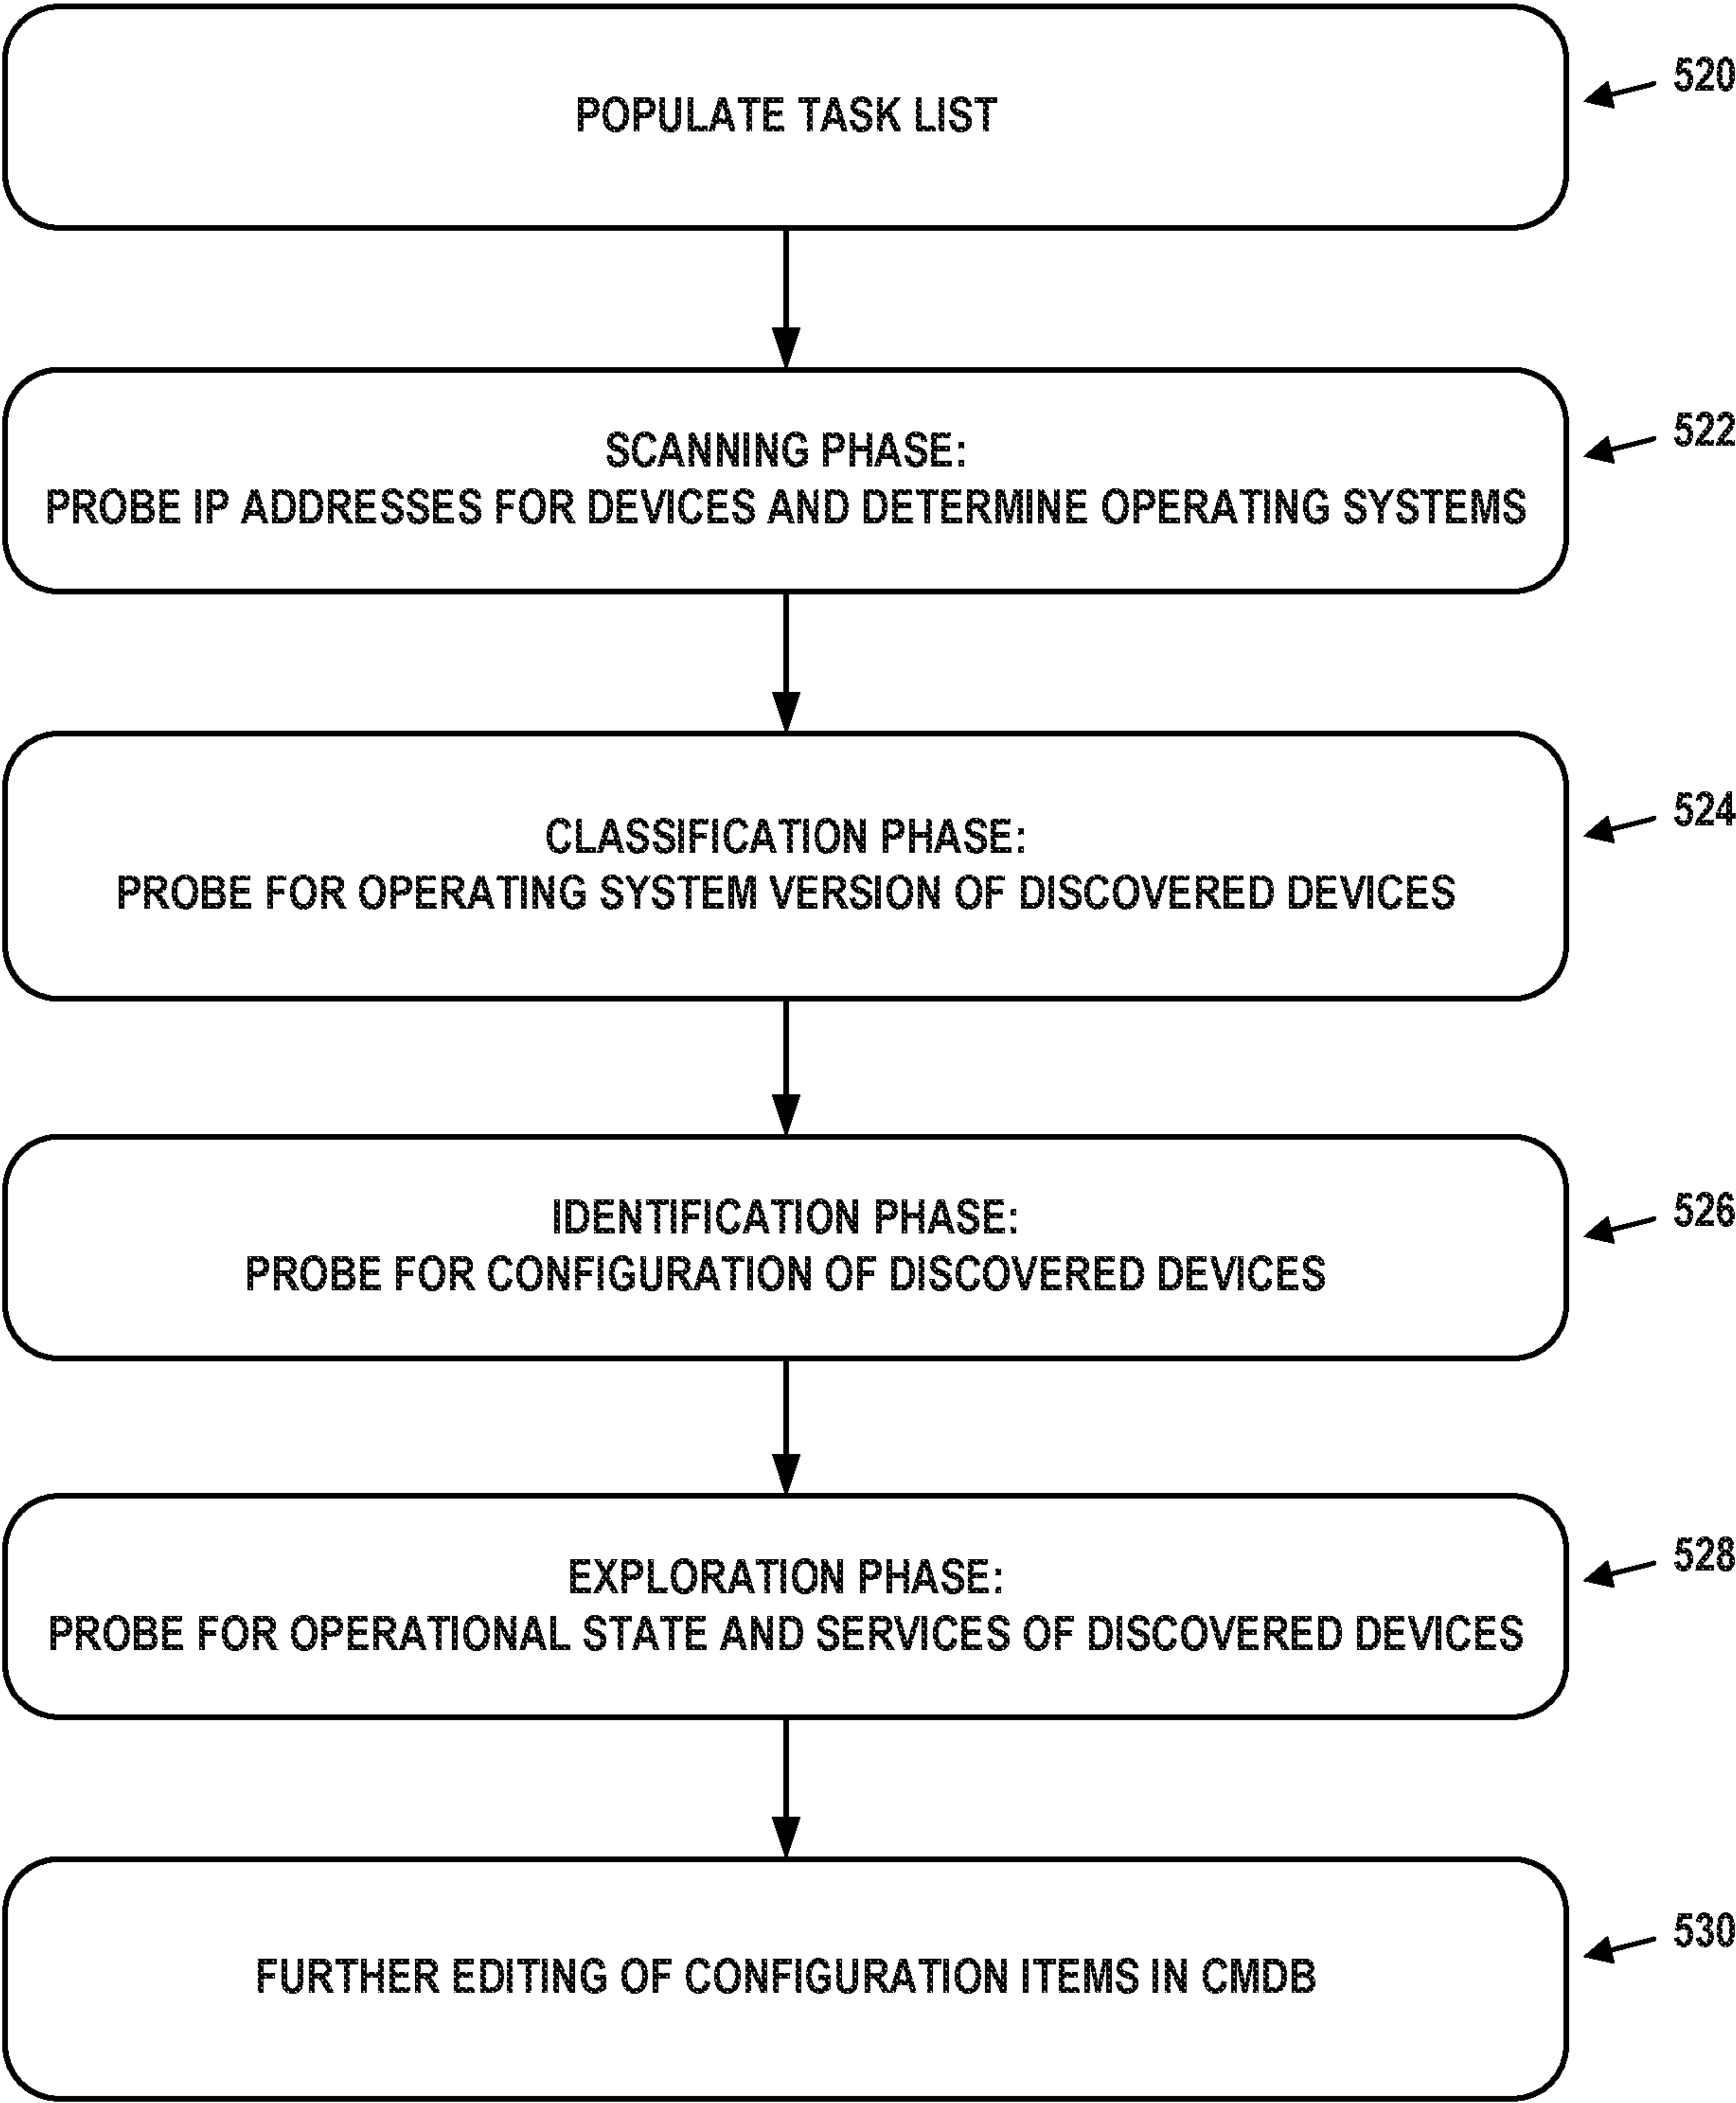 POPULATE TASK LIST
520
SCANNING PHASE:
PROBE IP ADDRESSES FOR DEVICES AND DETERMINE OPERATING SYSTEMS
522
CLASSIFICATION PHASE:
PROBE FOR OPERATING SYSTEM VERSION OF DISCOVERED DEVICES
524
IDENTIFICATION PHASE:
PROBE FOR CONFIGURATION OF DISCOVERED DEVICES
526
EXPLORATION PHASE:
PROBE FOR OPERATIONAL STATE AND SERVICES OF DISCOVERED DEVICES
528
FURTHER EDITING OF CONFIGURATION ITEMS IN CMDB
530